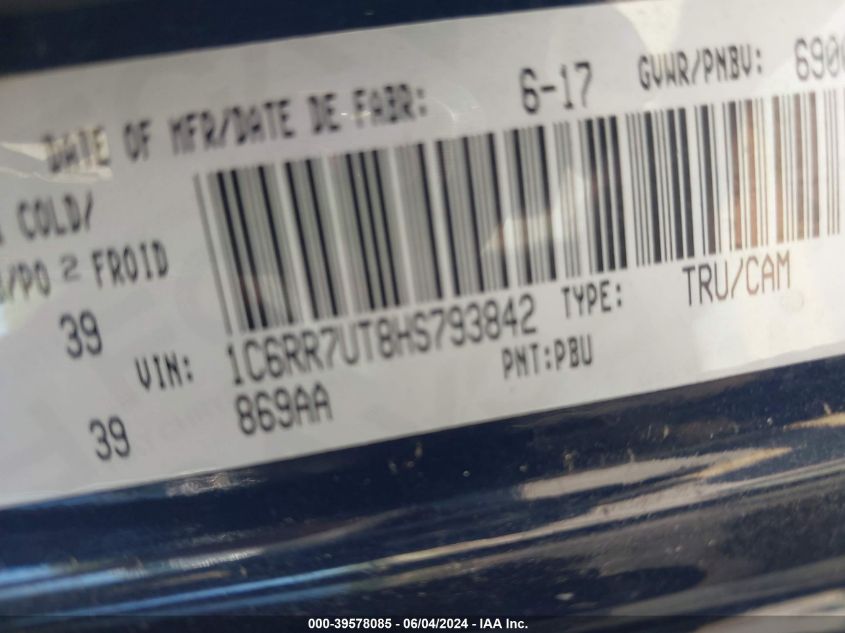 DATE OF MFR/DATE DE FABR: 6-17 GVWR/PNBV:
COLD/
/PO 2 FROID
39
VIN: 1C6RR7UT8HS793842 TYPE: TRU/CAM
39
869AA PNT:PBU
000-39578085 - 06/04/2024 - IAA Inc.